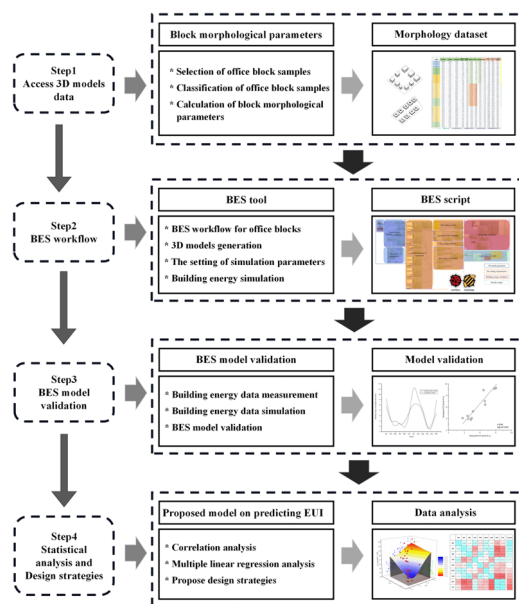 Step1
Access 3D models
data
Block morphological parameters
* Selection of office block samples
* Classification of office block samples
* Calculation of block morphological
parameters
Morphology dataset
Step2
BES workflow
BES tool
* BES workflow for office blocks
* 3D models generation
* The setting of simulation parameters
* Building energy simulation
BES script
Step3
BES model
validation
BES model validation
* Building energy data measurement
* Building energy data simulation
* BES model validation
Model validation
Step4
Statistical
analysis and
Design strategies
Proposed model on predicting EUI
* Correlation analysis
* Multiple linear regression analysis
* Propose design strategies
Data analysis